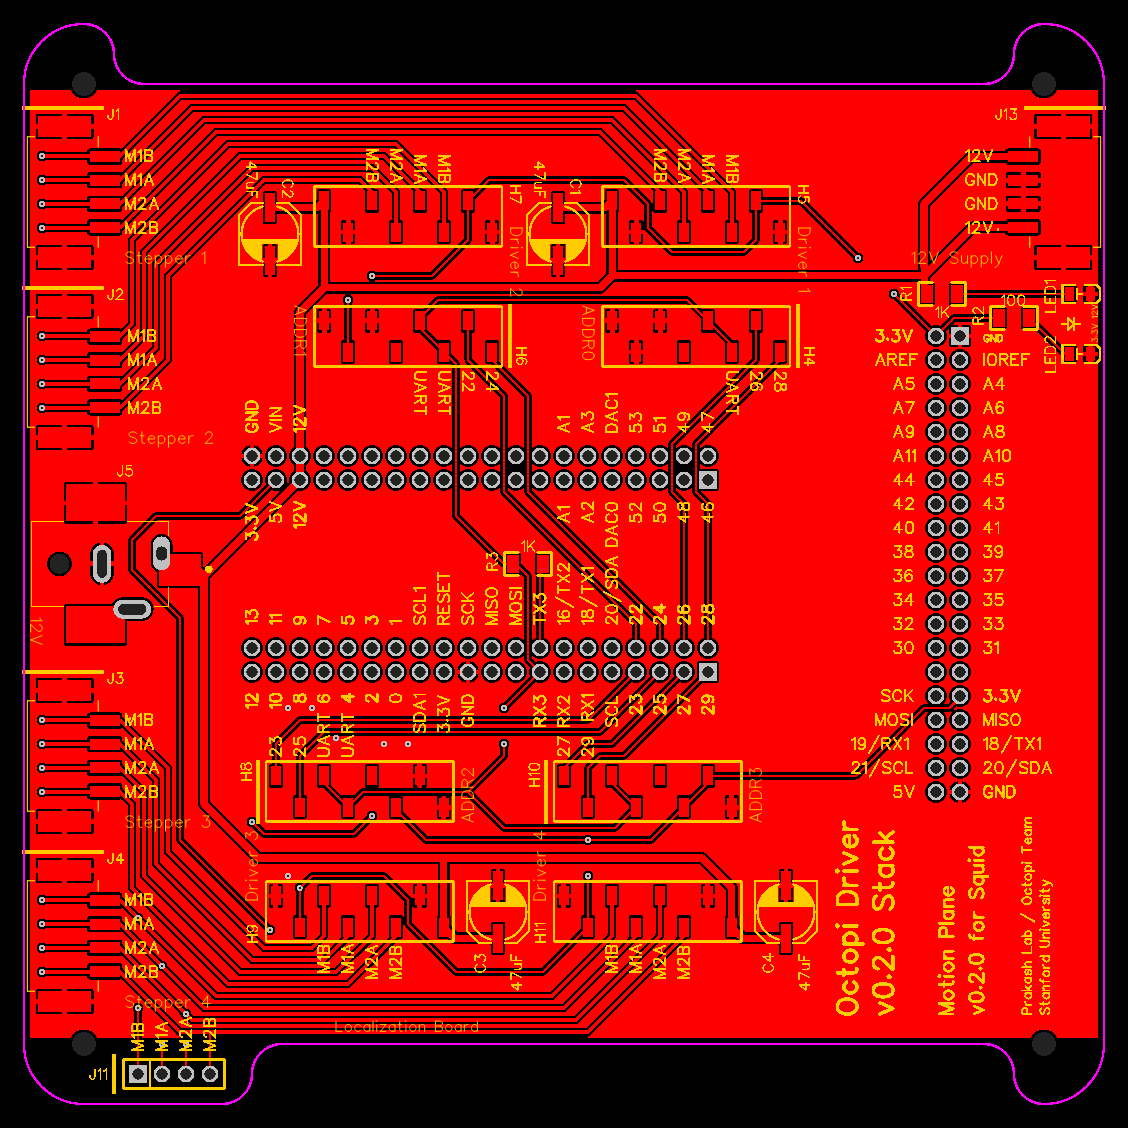 J1
M1B
M1A
M2A
M2B
Stepper 1
J2
M1B
M1A
M2A
M2B
Stepper 2
47uF
C2
M2B
M2A
M1A
M1B
H7
Driver 2
47uF
C1
M2B
M2A
M1A
M1B
H5
Driver 1
J13
12V
GND
GND
12V
12V Supply
R1
1K
LED1
100
R2
LED2
3.3V
12V
ADDR1
H6
UART
UART
22
24
ADDR0
H4
UART
26
28
GND
VIN
12V
A1
A3
DAC1
53
51
49
47
3.3V
5V
12V
A1
A2
DAC0
52
50
48
46
J5
12V
R3
1K
13
11
9
7
5
3
1
SCL1
RESET
SCK
MISO
MOSI
TX3
16/TX2
18/TX1
20/SDA
22
24
26
28
12
10
8
6
4
2
0
SDA1
3.3V
GND
RX3
RX2
RX1
SCL
23
25
27
29
3.3V
GND
AREF
IOREF
A5
A4
A7
A6
A9
A8
A11
A10
44
45
42
43
40
41
38
39
36
37
34
35
32
33
30
31
SCK
3.3V
MOSI
MISO
19/RX1
18/TX1
21/SCL
20/SDA
5V
GND
J3
M1B
M1A
M2A
M2B
Stepper 3
J4
M1B
M1A
M2A
M2B
Stepper 4
H8
23
25
UART
UART
ADDR2
H10
27
29
ADDR3
Driver 3
H9
M1B
M1A
M2A
M2B
C3
47uF
Driver 4
H11
M1B
M1A
M2A
M2B
C4
47uF
Octopi Driver
v0.2.0 Stack
Motion Plane
v0.2.0 for Squid
Prakash Lab / Octopi Team
Stanford University
Localization Board
J11
M1B
M1A
M2A
M2B